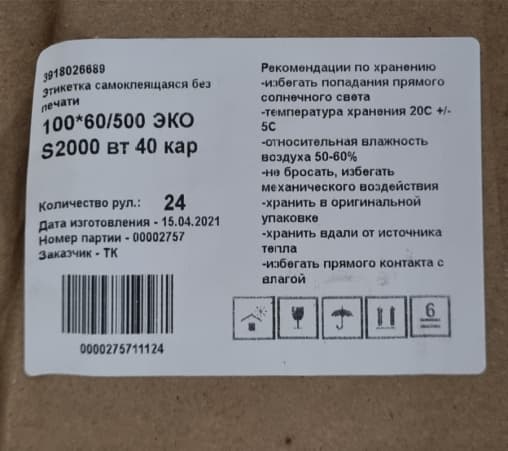 3918026689
Этикетка самоклеящаяся без
печати
100*60/500 ЭКО
S2000 вт 40 кар
Количество рул.: 24
Дата изготовления - 15.04.2021
Номер партии - 00002757
Заказчик - ТК
0000275711124
Рекомендации по хранению
-избегать попадания прямого
солнечного света
-температура хранения 20С +/-
5С
-относительная влажность
воздуха 50-60%
-не бросать, избегать
механического воздействия
-хранить в оригинальной
упаковке
-хранить вдали от источника
тепла
-избегать прямого контакта с
влагой
6